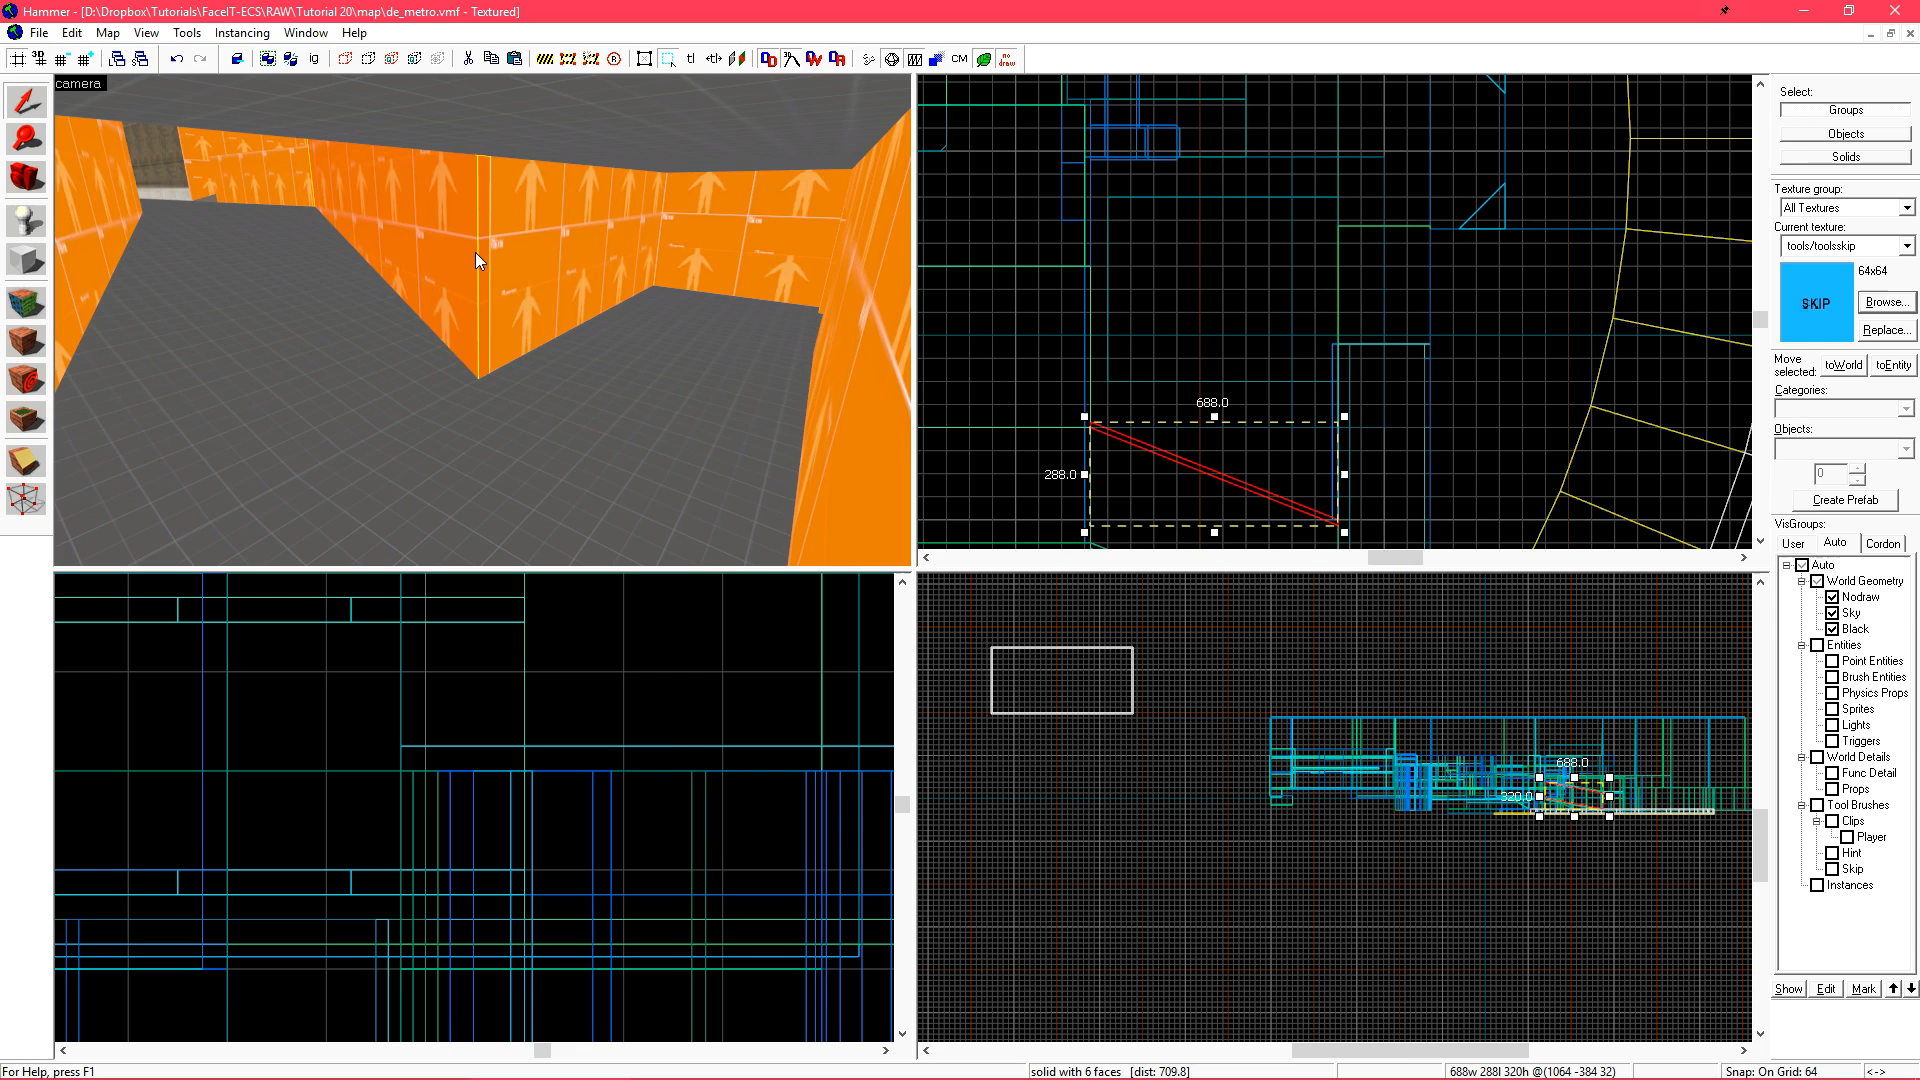 Hammer - [D:\Dropbox\Tutorials\FaceIT-ECS\RAW\Tutorial 20\map\de_metro.vmf - Textured]
File Edit Map View Tools Instancing Window Help
camera
688.0
288.0
688.0
320.0
Select:
Groups
Objects
Solids
Texture group:
All Textures
Current texture:
tools/toolsskip
64x64
SKIP
Browse...
Replace...
Move selected:
toWorld
toEntity
Categories:
Objects:
0
Create Prefab
VisGroups:
User Auto Cordon
Auto
World Geometry
Nodraw
Sky
Black
Entities
Point Entities
Brush Entities
Physics Props
Sprites
Lights
Triggers
World Details
Func Detail
Props
Tool Brushes
Clips
Player
Hint
Skip
Instances
Show Edit Mark
For Help, press F1
solid with 6 faces [dist: 709.8]
688w 288l 320h @(1064 -384 32)
Snap: On Grid: 64
<->